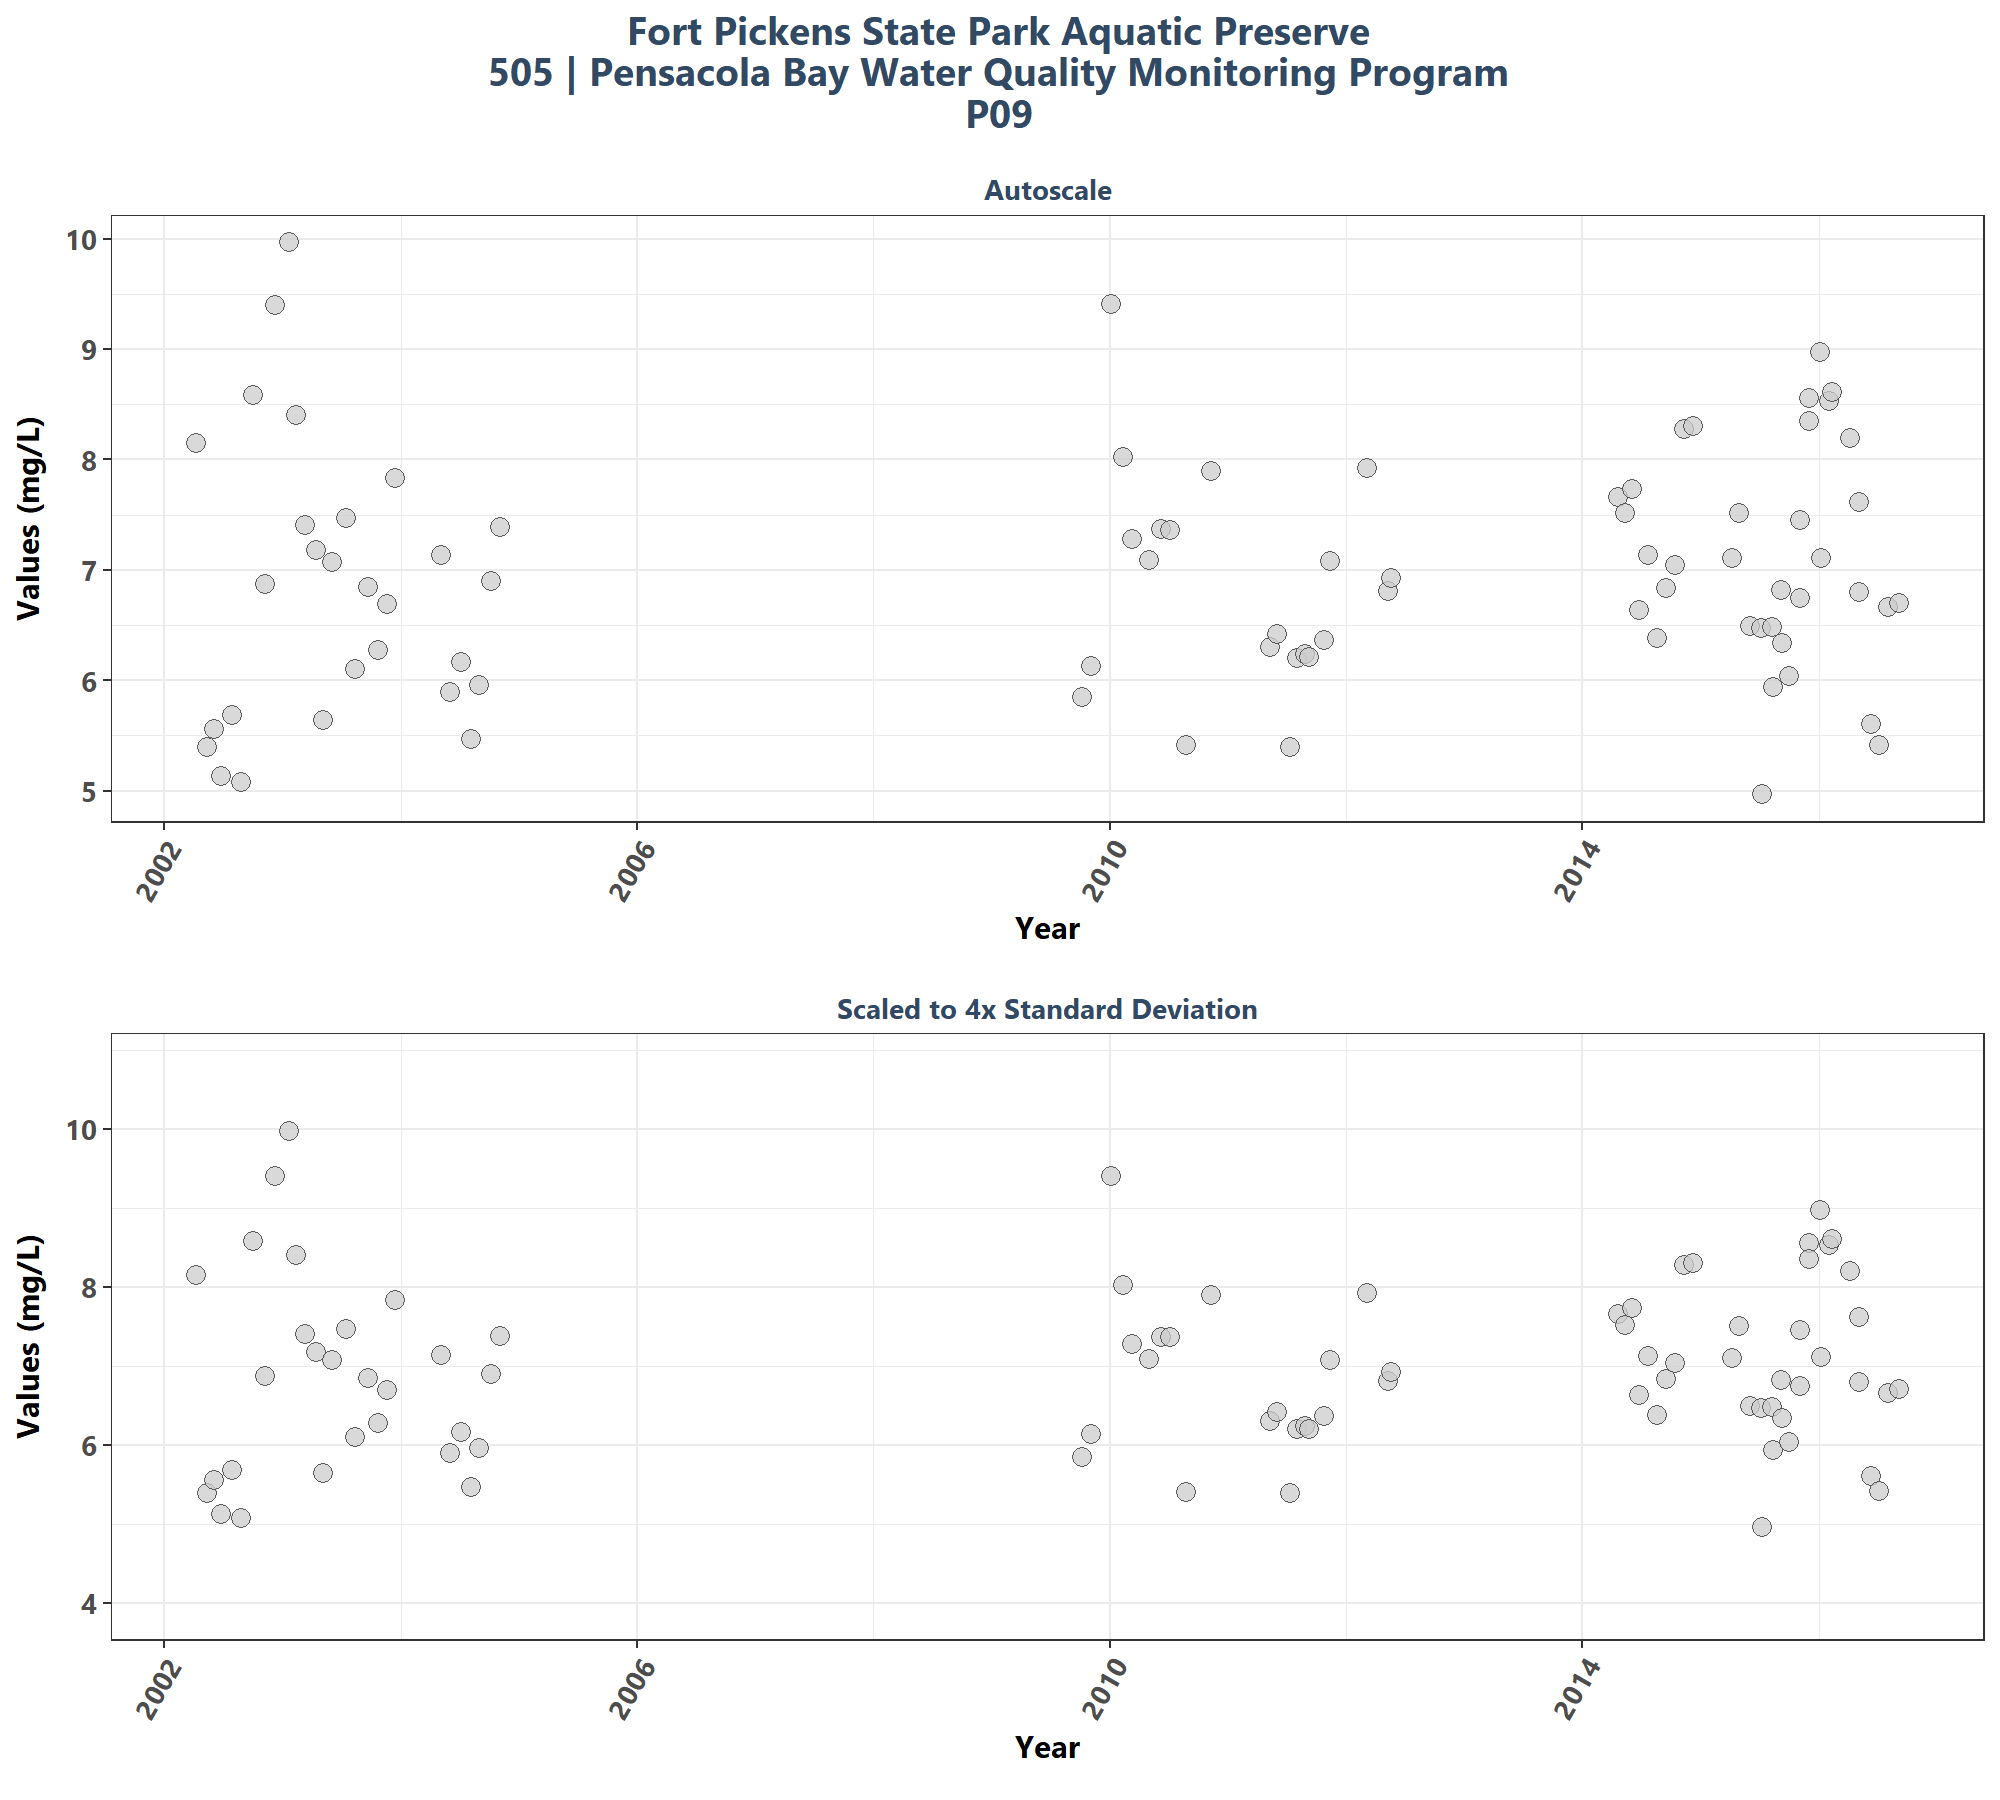 Fort Pickens State Park Aquatic Preserve
505 | Pensacola Bay Water Quality Monitoring Program
P09
Autoscale
Values (mg/L)
10
9
8
7
6
5
2002
2006
2010
2014
Year
Scaled to 4x Standard Deviation
Values (mg/L)
10
8
6
4
2002
2006
2010
2014
Year